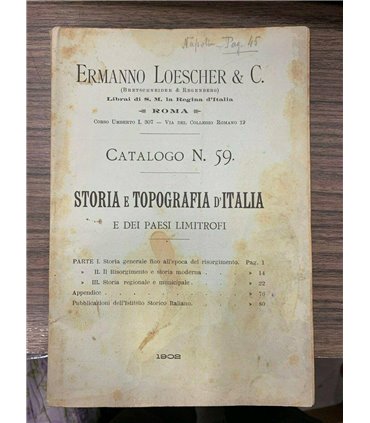 Napoli - Pag. 45
ERMANNO LOESCHER & C.
(BRETSCHNEIDER & REGENBERG)
Librai di S. M. la Regina d'Italia
ROMA
CORSO UMBERTO I, 307 — VIA DEL COLLEGIO ROMANO 12
CATALOGO N. 59.
STORIA E TOPOGRAFIA D'ITALIA
E DEI PAESI LIMITROFI
PARTE I. Storia generale fino all'epoca del risorgimento. Pag. 1
» II. Il Risorgimento e storia moderna . . » 14
» III. Storia regionale e municipale . . . » 22
Appendice . . . » 76
Pubblicazioni dell'Istituto Storico Italiano. . . » 80
1902